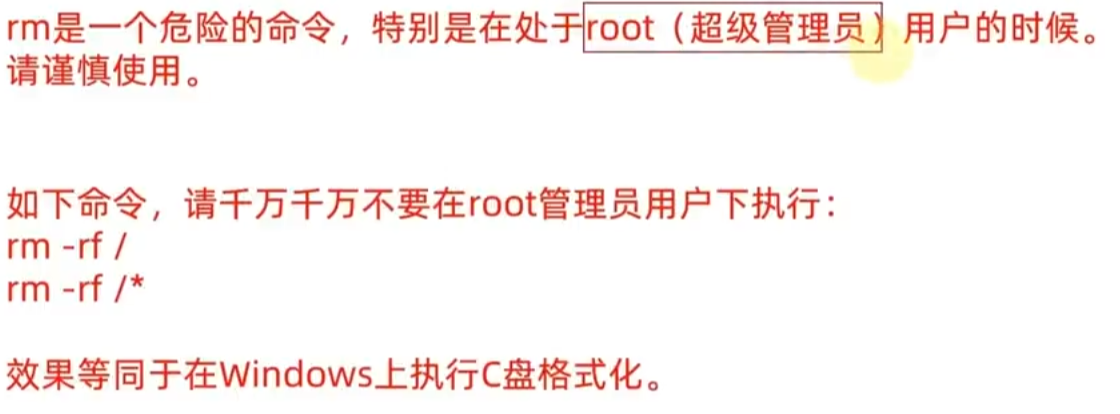 rm是一个危险的命令，特别是在处于root（超级管理员）用户的时候。
请谨慎使用。
如下命令，请千万千万不要在root管理员用户下执行：
rm -rf /
rm -rf /*
效果等同于在Windows上执行C盘格式化。